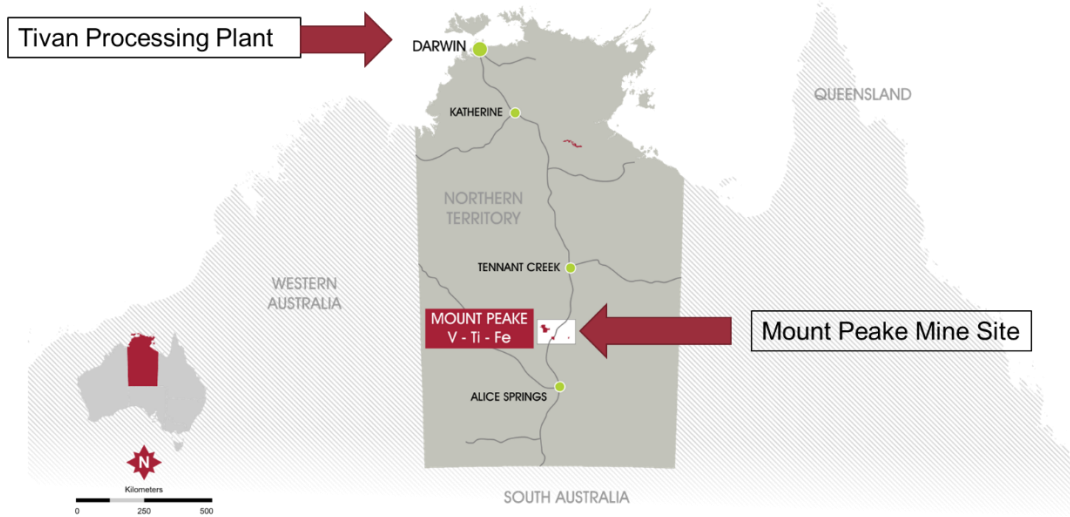 Tivan Processing Plant
DARWIN
QUEENSLAND
KATHERINE
NORTHERN
TERRITORY
TENNANT CREEK
WESTERN
AUSTRALIA
MOUNT PEAKE
V - Ti - Fe
Mount Peake Mine Site
ALICE SPRINGS
N
Kilometers
0 250 500
SOUTH AUSTRALIA